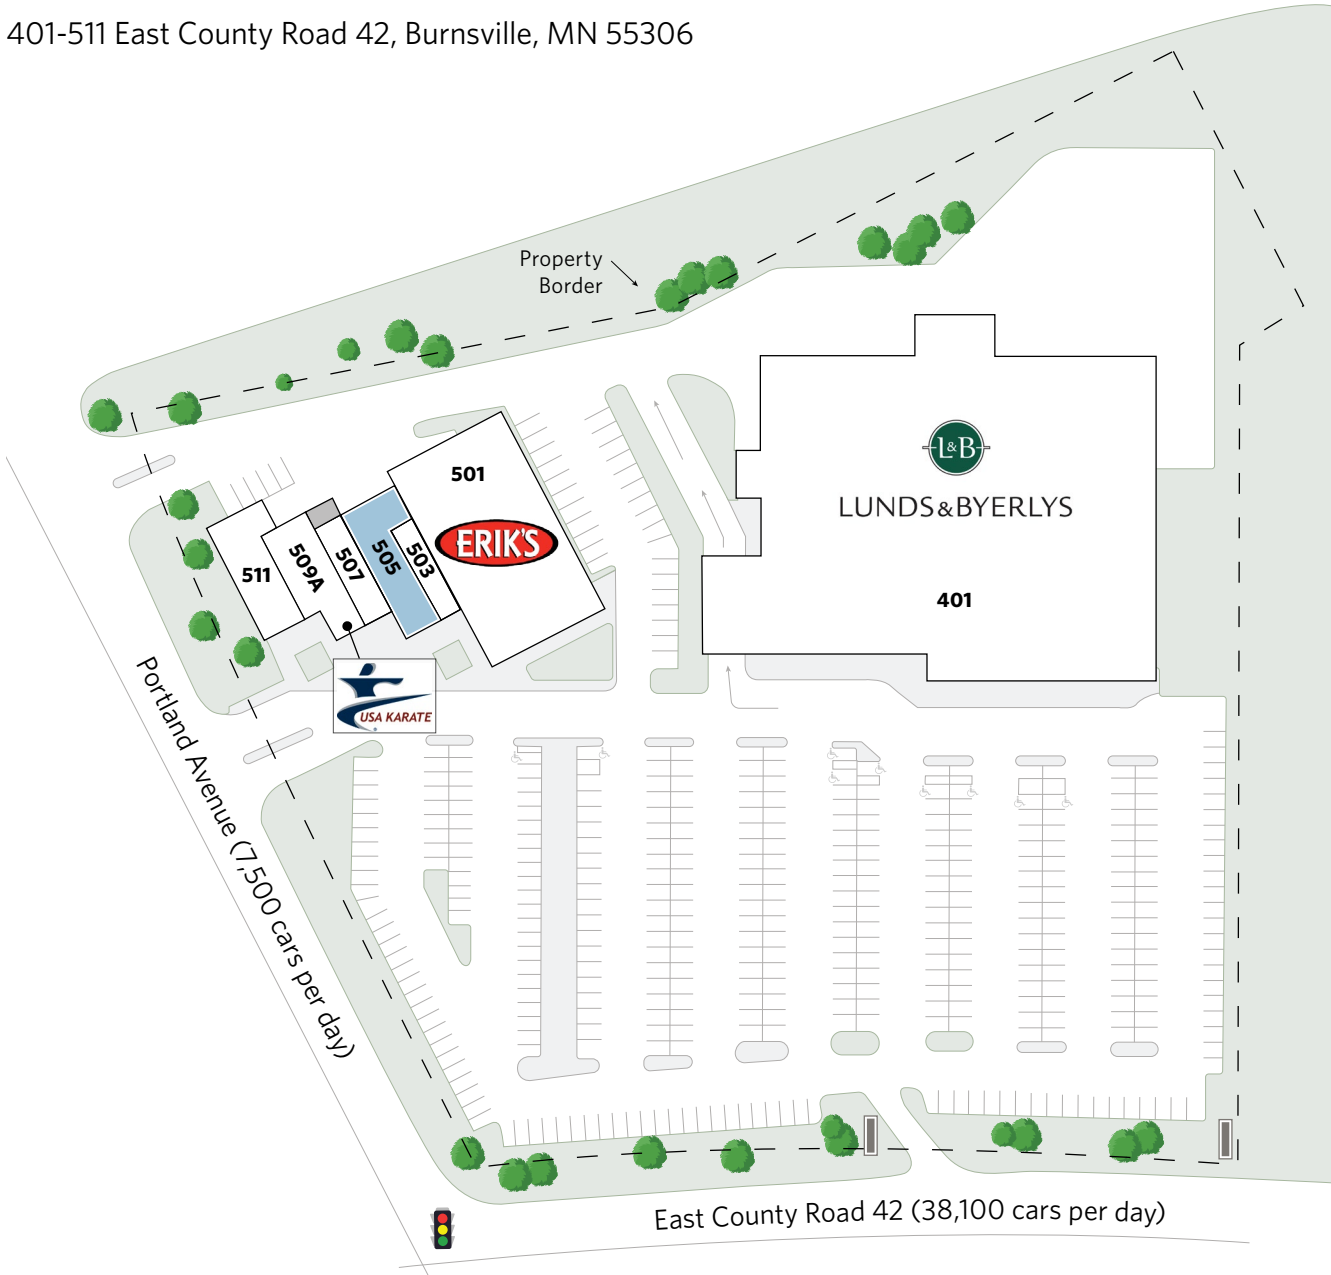 401-511 East County Road 42, Burnsville, MN 55306
Property
Border
501
ERIK'S
503
505
507
509A
511
USA KARATE
L&B
LUNDS&BYERLYS
401
Portland Avenue (7,500 cars per day)
East County Road 42 (38,100 cars per day)